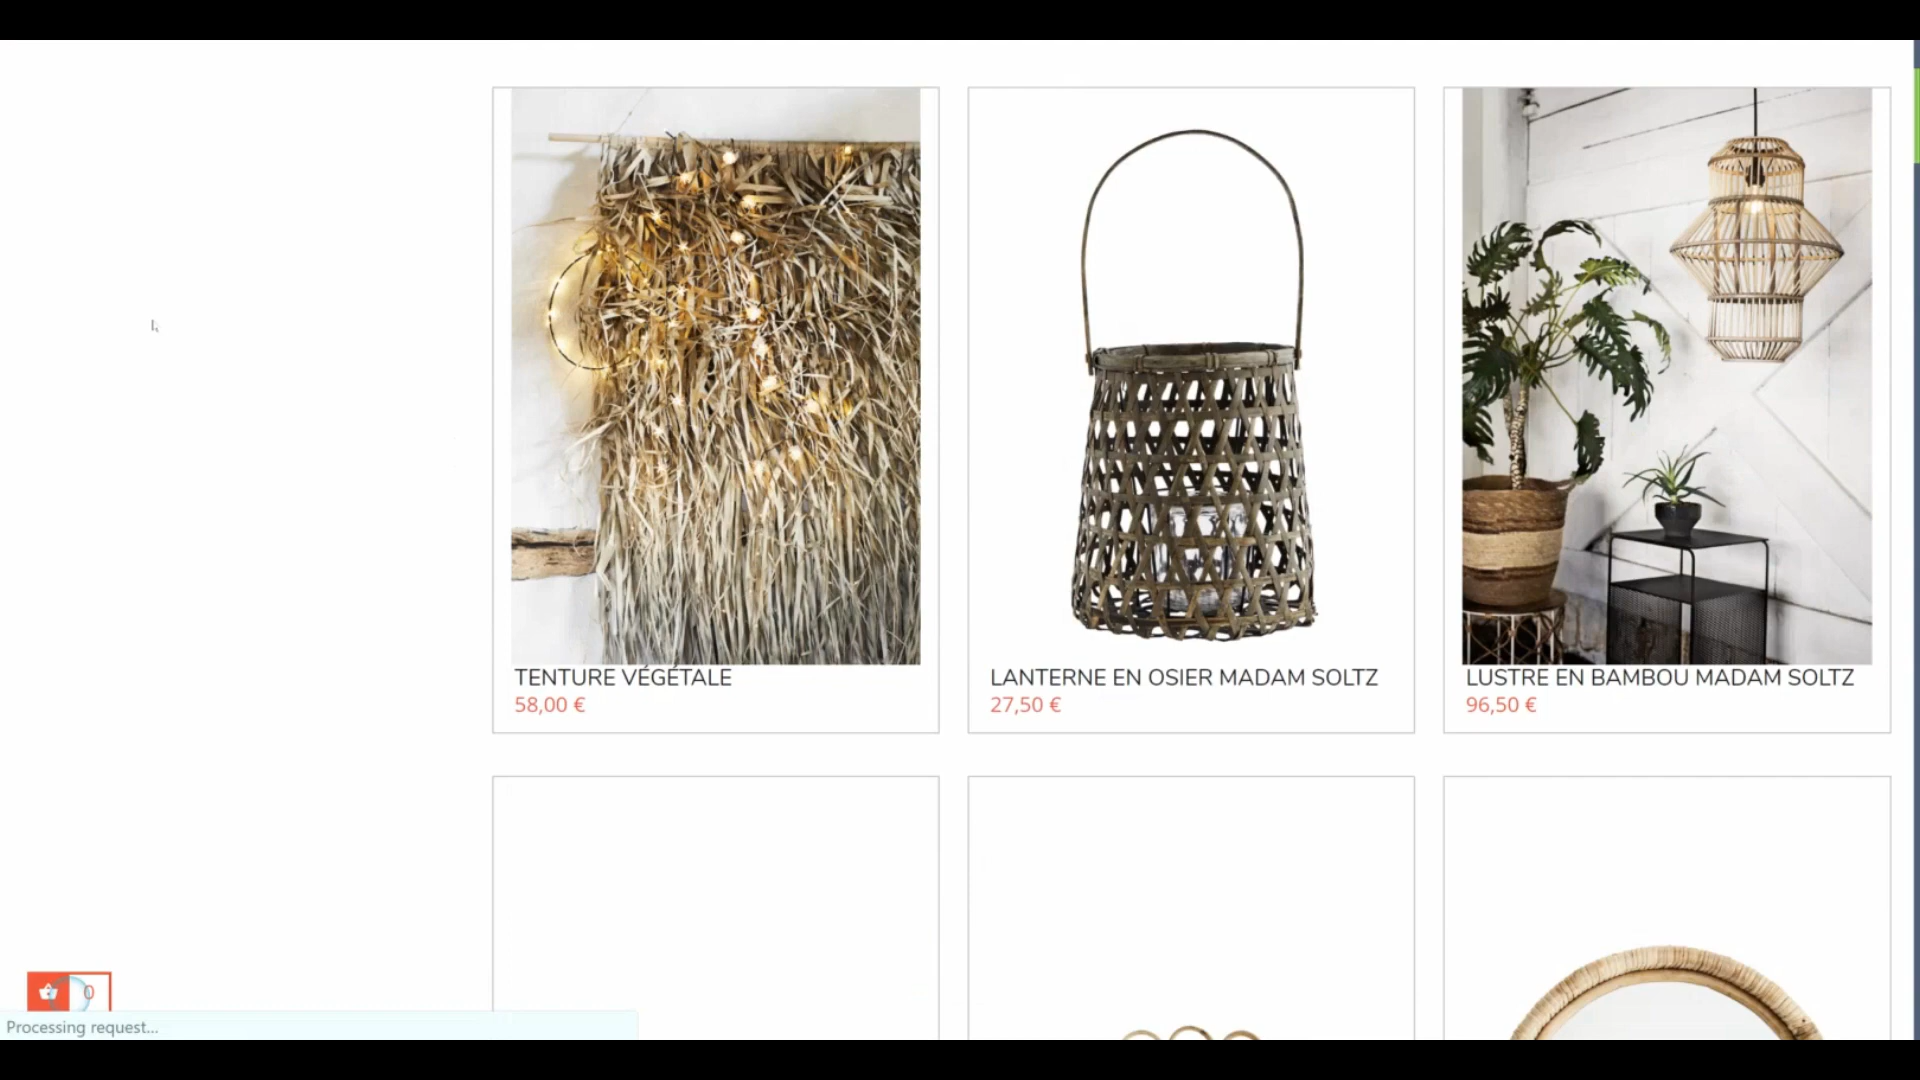 TENTURE VÉGÉTALE
58,00 €
LANTERNE EN OSIER MADAM SOLTZ
27,50 €
LUSTRE EN BAMBOU MADAM SOLTZ
96,50 €
0
Processing request...